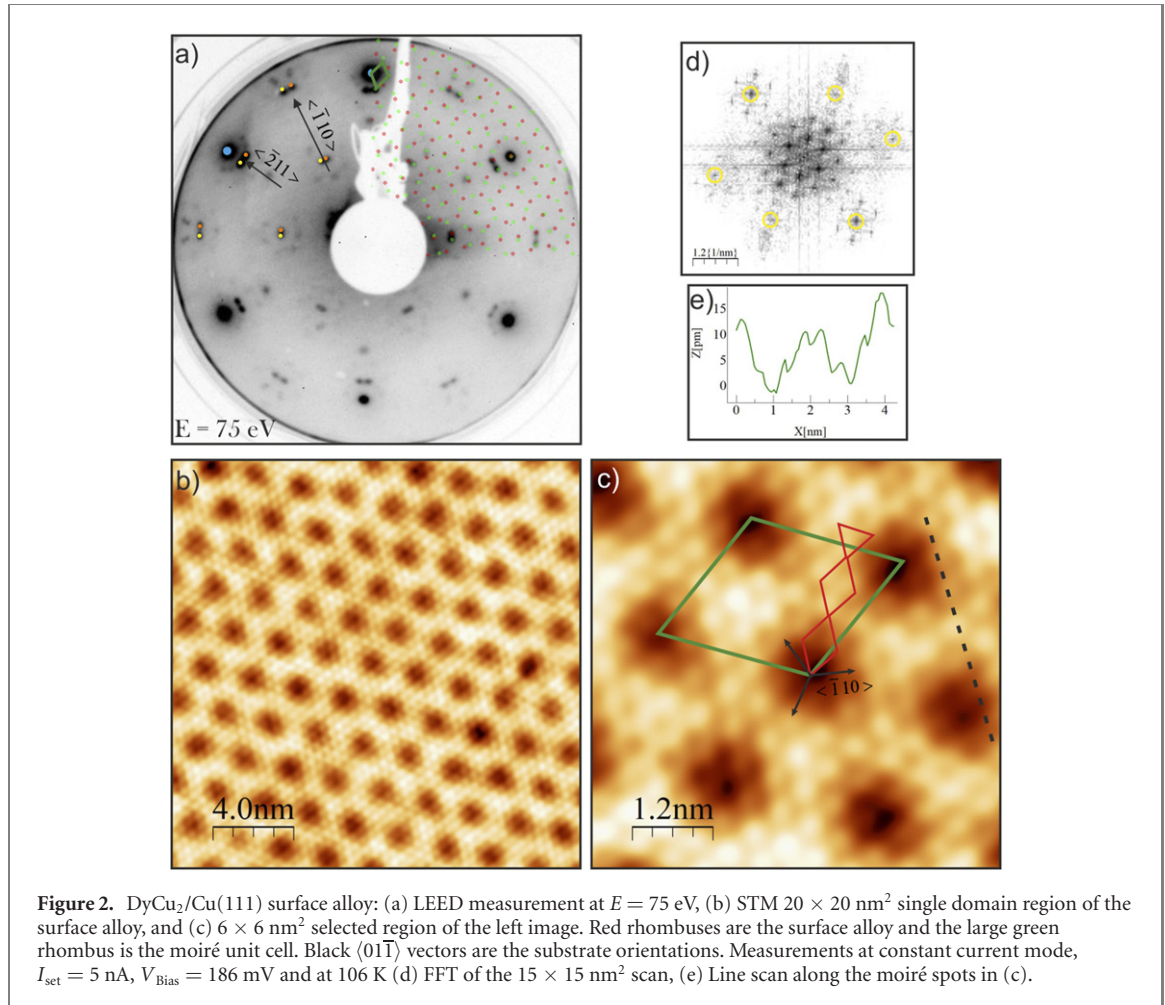 a)
<1̄10>
<2̄11>
E = 75 eV
d)
1.2{1/nm}
e)
15
10
5
0
Z[pm]
0 1 2 3 4
X[nm]
b)
4.0nm
c)
<1̄10>
1.2nm
Figure 2. DyCu₂/Cu(111) surface alloy: (a) LEED measurement at E = 75 eV, (b) STM 20 × 20 nm² single domain region of the
surface alloy, and (c) 6 × 6 nm² selected region of the left image. Red rhombuses are the surface alloy and the large green
rhombus is the moiré unit cell. Black ⟨011̄⟩ vectors are the substrate orientations. Measurements at constant current mode,
Iset = 5 nA, VBias = 186 mV and at 106 K (d) FFT of the 15 × 15 nm² scan, (e) Line scan along the moiré spots in (c).